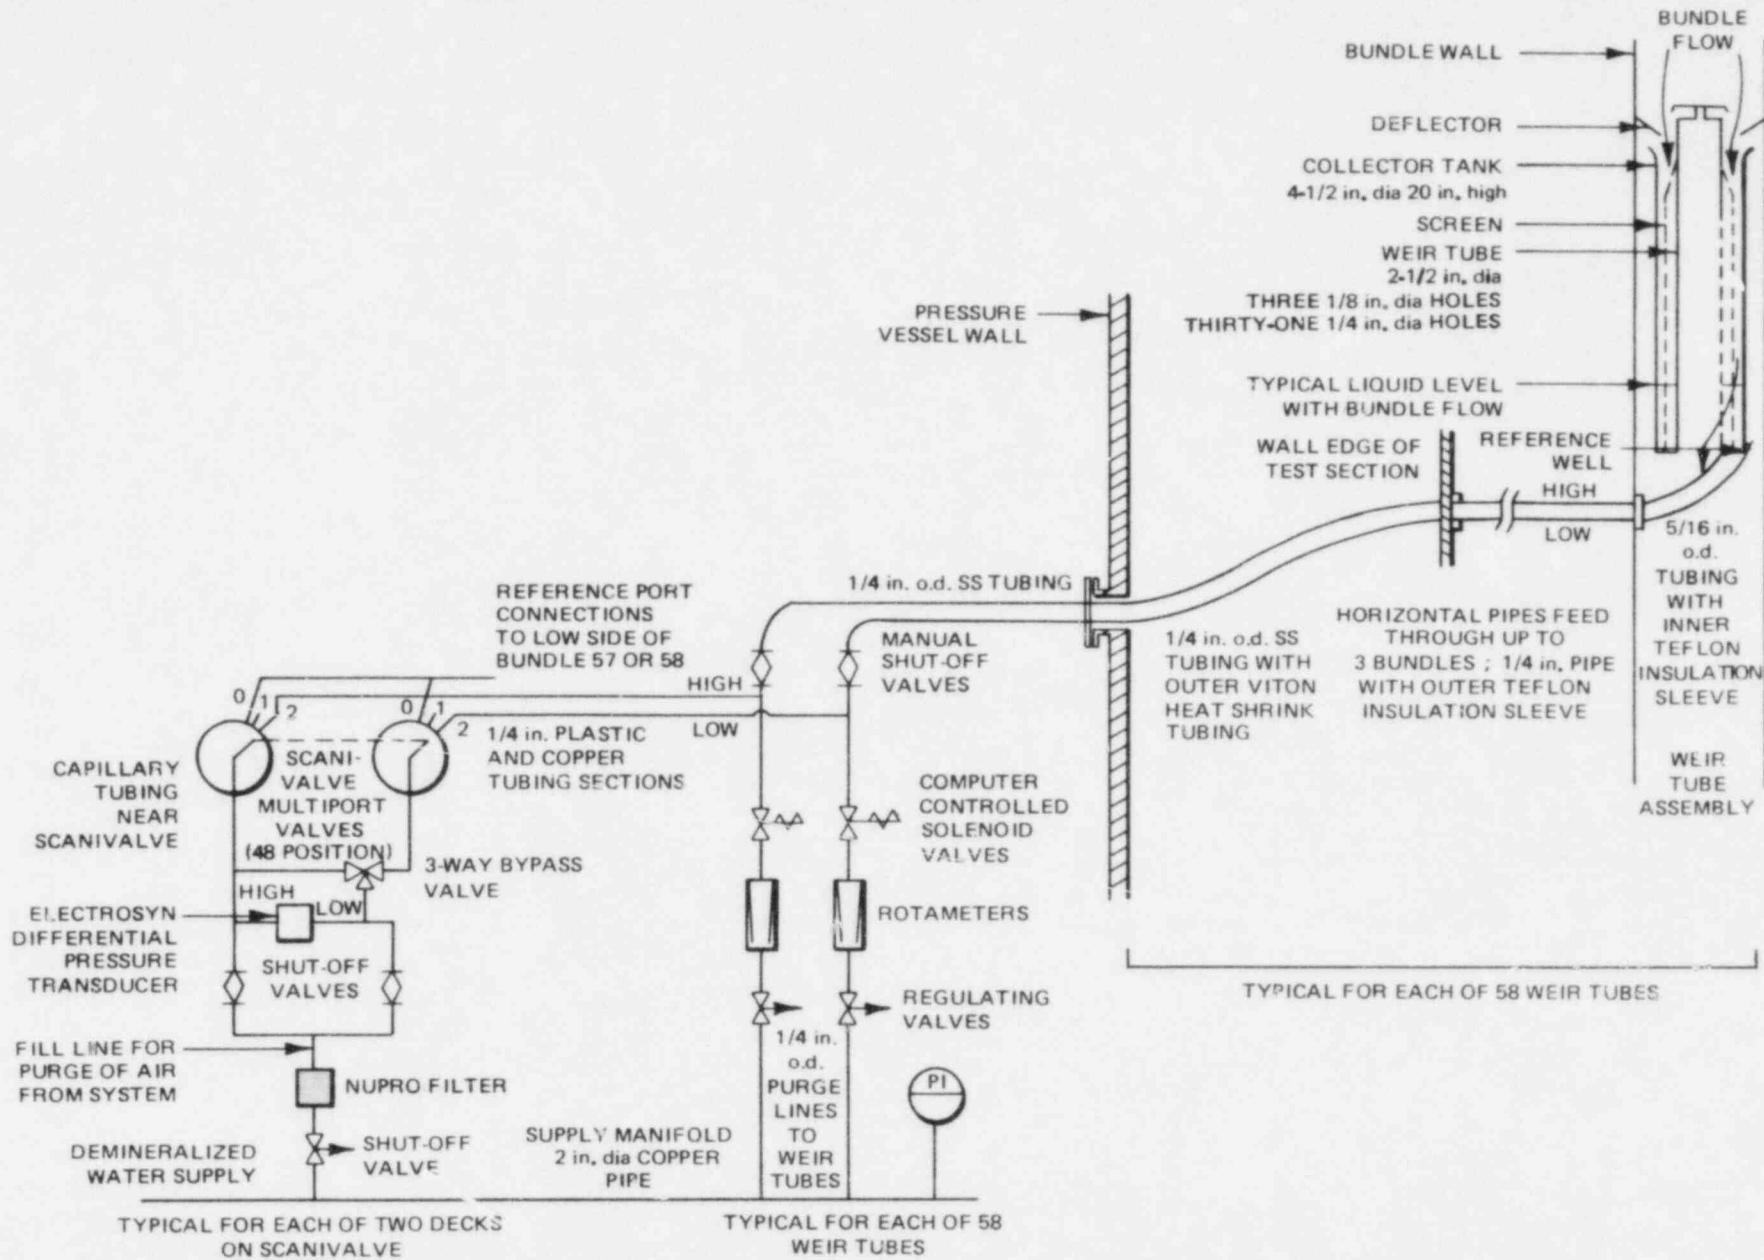 BUNDLE
FLOW
BUNDLE WALL
DEFLECTOR
COLLECTOR TANK
4-1/2 in. dia 20 in. high
SCREEN
WEIR TUBE
2-1/2 in. dia
THREE 1/8 in. dia HOLES
THIRTY-ONE 1/4 in. dia HOLES
PRESSURE
VESSEL WALL
TYPICAL LIQUID LEVEL
WITH BUNDLE FLOW
WALL EDGE OF
TEST SECTION
REFERENCE
WELL
HIGH
LOW
5/16 in.
o.d.
TUBING
WITH
INNER
TEFLON
INSULATION
SLEEVE
WEIR
TUBE
ASSEMBLY
1/4 in. o.d. SS TUBING
REFERENCE PORT
CONNECTIONS
TO LOW SIDE OF
BUNDLE 57 OR 58
MANUAL
SHUT-OFF
VALVES
1/4 in. o.d. SS
TUBING WITH
OUTER VITON
HEAT SHRINK
TUBING
HORIZONTAL PIPES FEED
THROUGH UP TO
3 BUNDLES ; 1/4 in. PIPE
WITH OUTER TEFLON
INSULATION SLEEVE
HIGH
LOW
0 1 2
0 1 2
1/4 in. PLASTIC
AND COPPER
TUBING SECTIONS
SCANI-
VALVE
MULTIPORT
VALVES
(48 POSITION)
CAPILLARY
TUBING
NEAR
SCANIVALVE
3-WAY BYPASS
VALVE
COMPUTER
CONTROLLED
SOLENOID
VALVES
HIGH
LOW
ELECTROSYN
DIFFERENTIAL
PRESSURE
TRANSDUCER
SHUT-OFF
VALVES
ROTAMETERS
REGULATING
VALVES
TYPICAL FOR EACH OF 58 WEIR TUBES
FILL LINE FOR
PURGE OF AIR
FROM SYSTEM
NUPRO FILTER
1/4 in.
o.d.
PURGE
LINES
TO
WEIR
TUBES
PI
DEMINERALIZED
WATER SUPPLY
SHUT-OFF
VALVE
SUPPLY MANIFOLD
2 in. dia COPPER
PIPE
TYPICAL FOR EACH OF TWO DECKS
ON SCANIVALVE
TYPICAL FOR EACH OF 58
WEIR TUBES